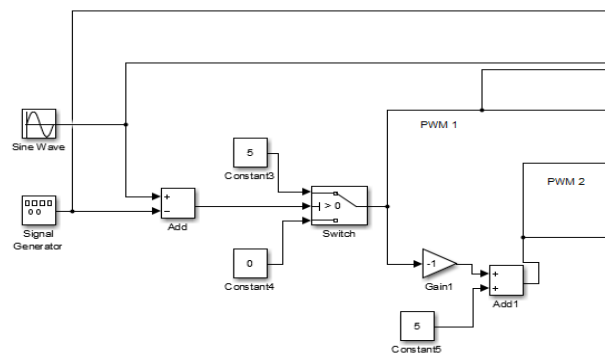 PWM 1
Sine Wave
5
Constant3
PWM 2
+
−
Add
> 0
Switch
Signal
Generator
0
Constant4
-1
Gain1
+
+
Add1
5
Constant5